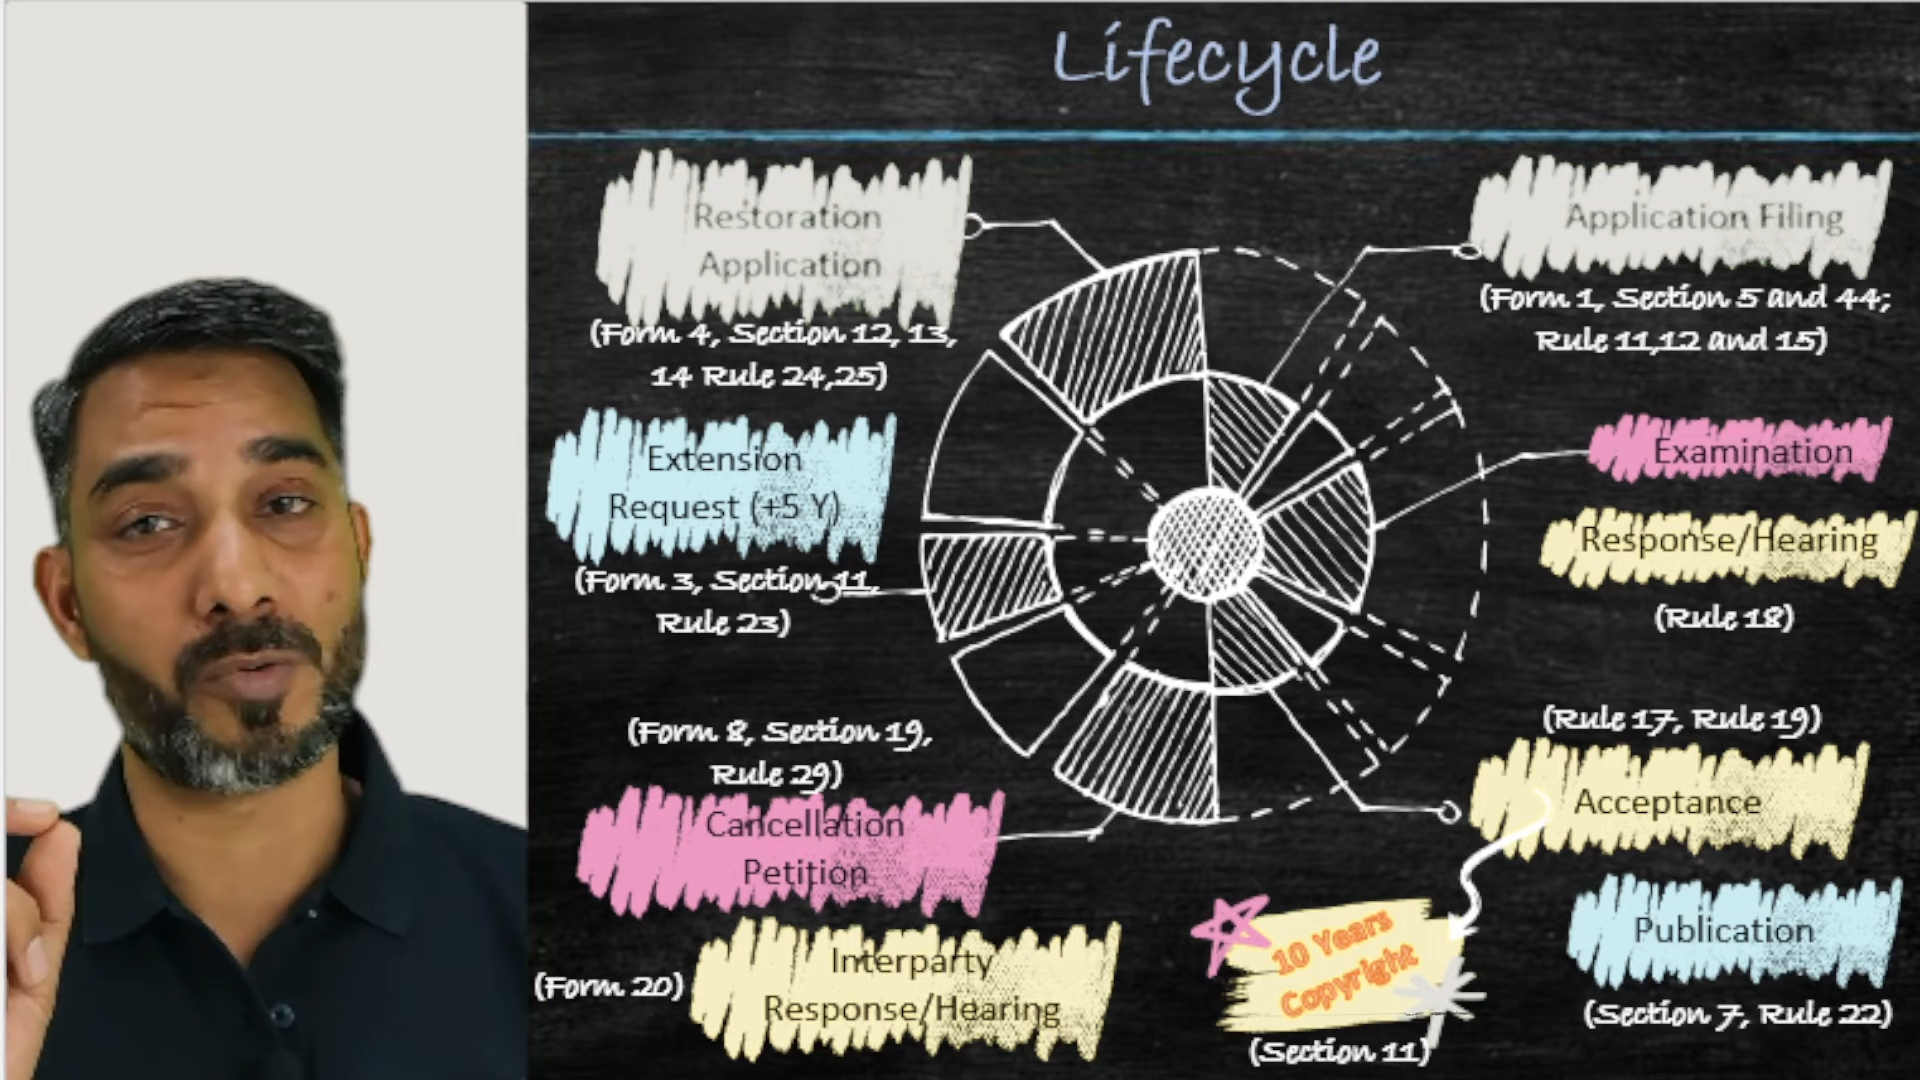 Lifecycle
Application Filing
(Form 1, Section 5 and 44;
Rule 11,12 and 15)
Examination
Response/Hearing
(Rule 18)
(Rule 17, Rule 19)
Acceptance
Publication
(Section 7, Rule 22)
10 Years
Copyright
(Section 11)
Restoration
Application
(Form 4, Section 12, 13,
14 Rule 24,25)
Extension
Request (+5 Y)
(Form 3, Section 11,
Rule 23)
(Form 8, Section 19,
Rule 29)
Cancellation
Petition
Interparty
Response/Hearing
(Form 20)